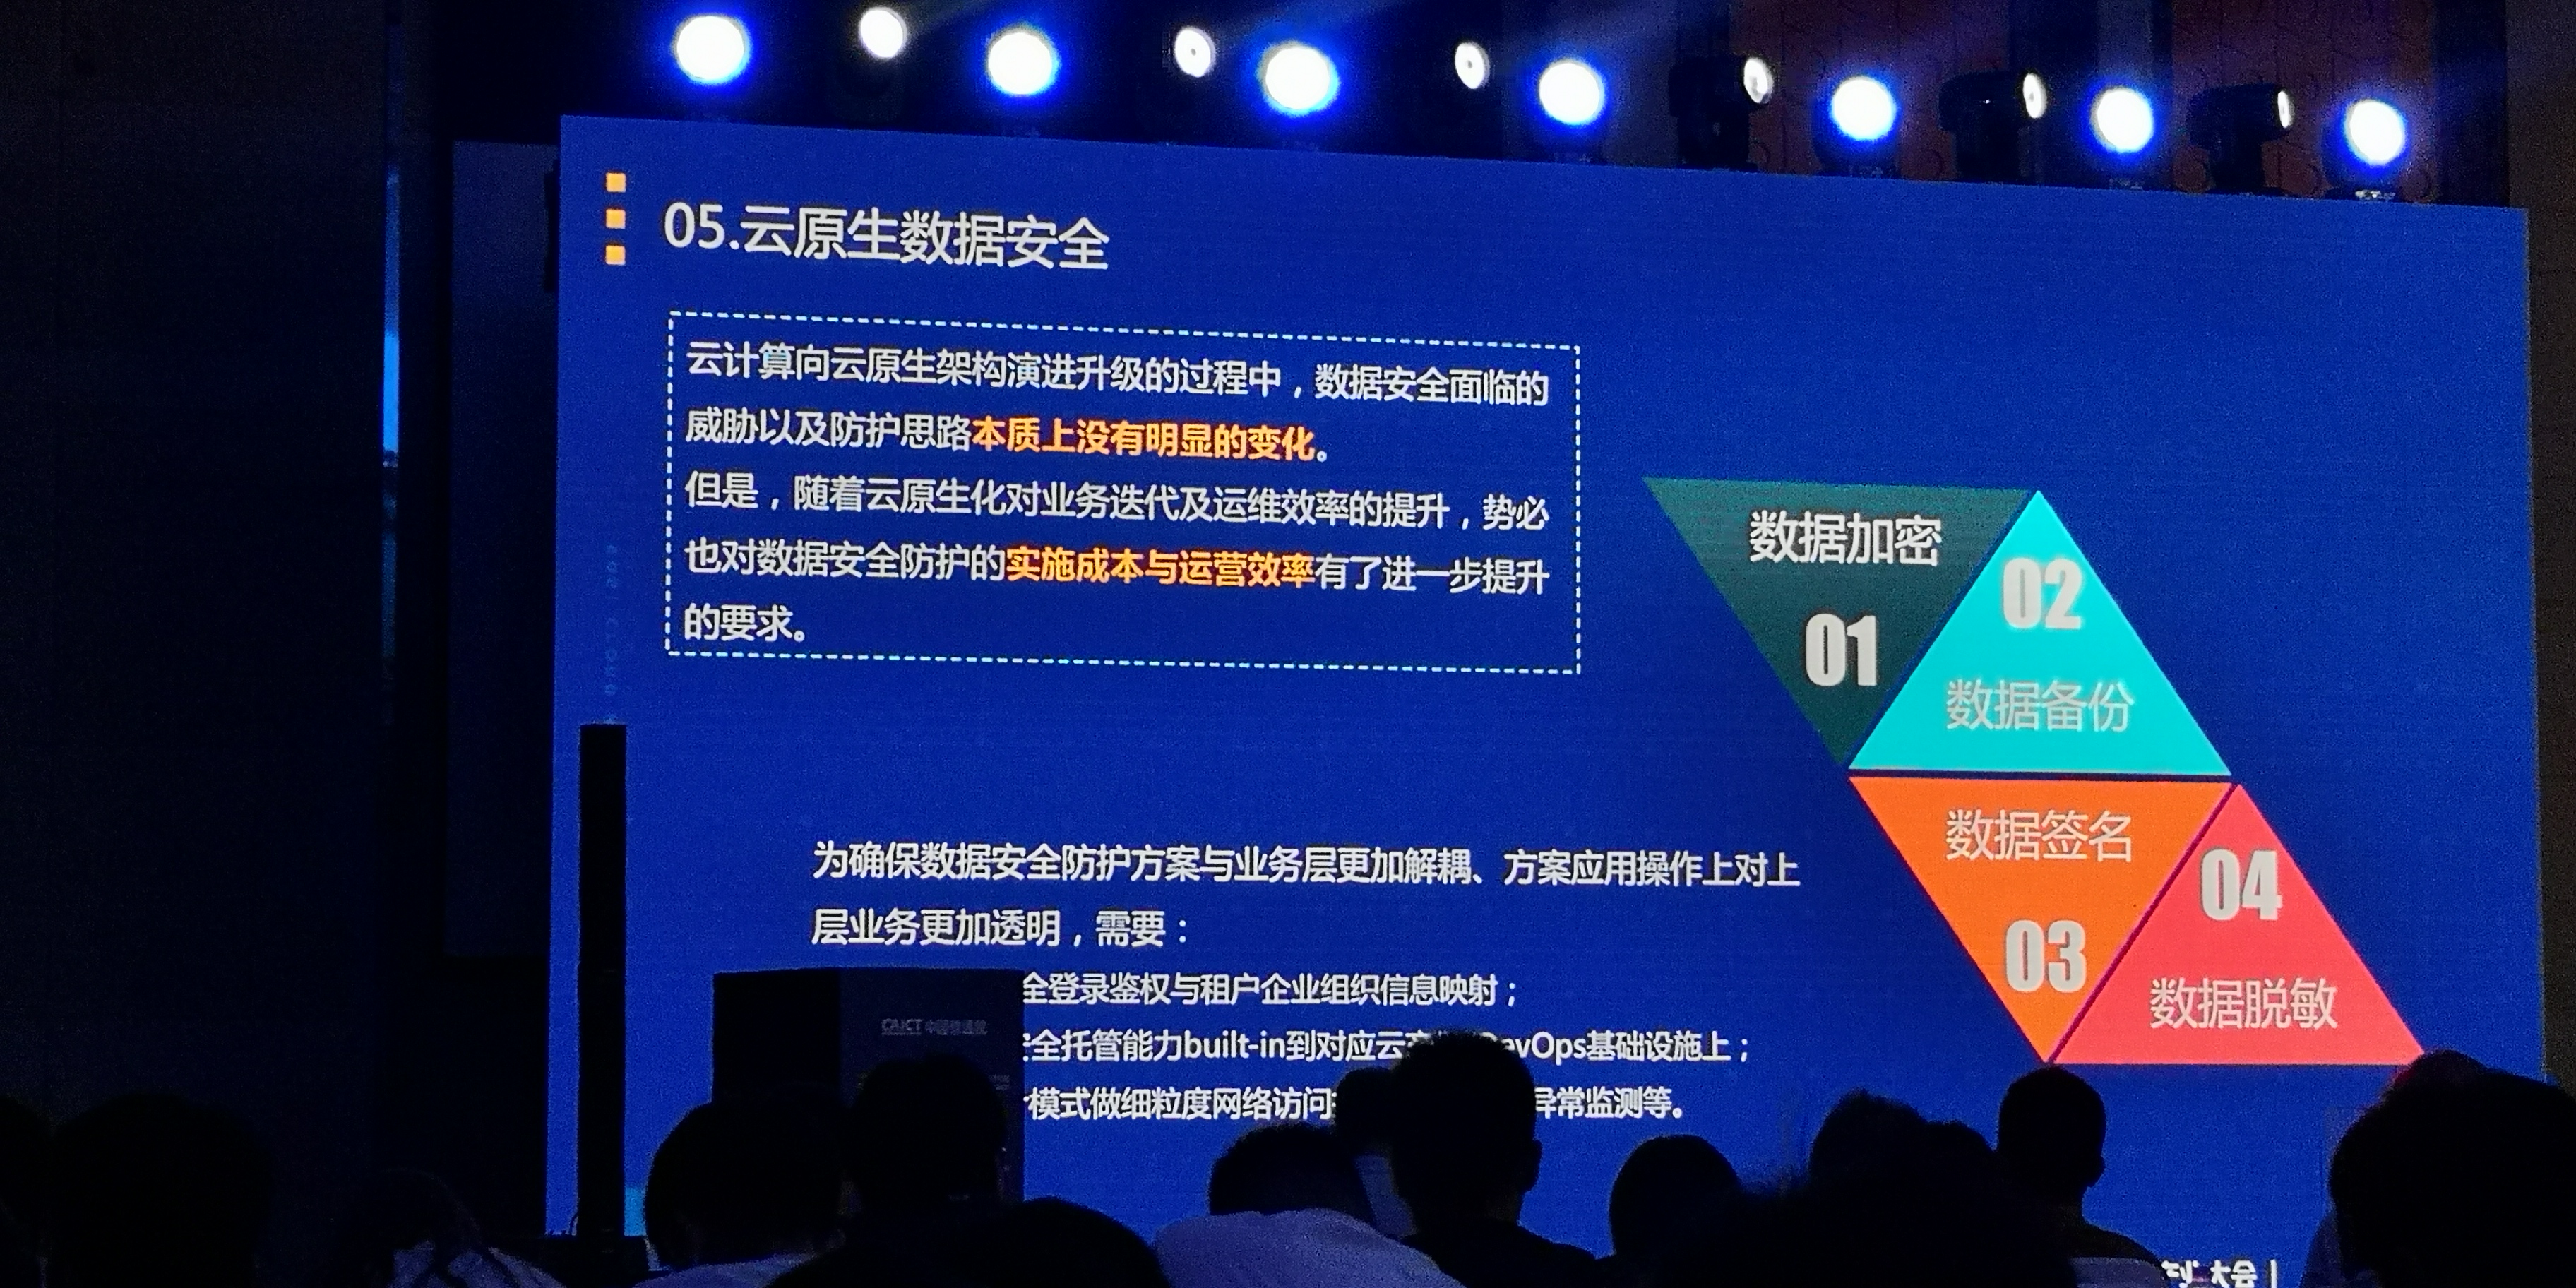 05.云原生数据安全
云计算向云原生架构演进升级的过程中，数据安全面临的
威胁以及防护思路本质上没有明显的变化。
但是，随着云原生化对业务迭代及运维效率的提升，势必
也对数据安全防护的实施成本与运营效率有了进一步提升
的要求。
数据加密
01
02
数据备份
数据签名
03
04
数据脱敏
为确保数据安全防护方案与业务层更加解耦、方案应用操作上对上
层业务更加透明，需要：
全登录鉴权与租户企业组织信息映射；
全托管能力built-in到对应云 evOps基础设施上；
模式做细粒度网络访问 异常监测等。
CAICT 中国信通院
大会